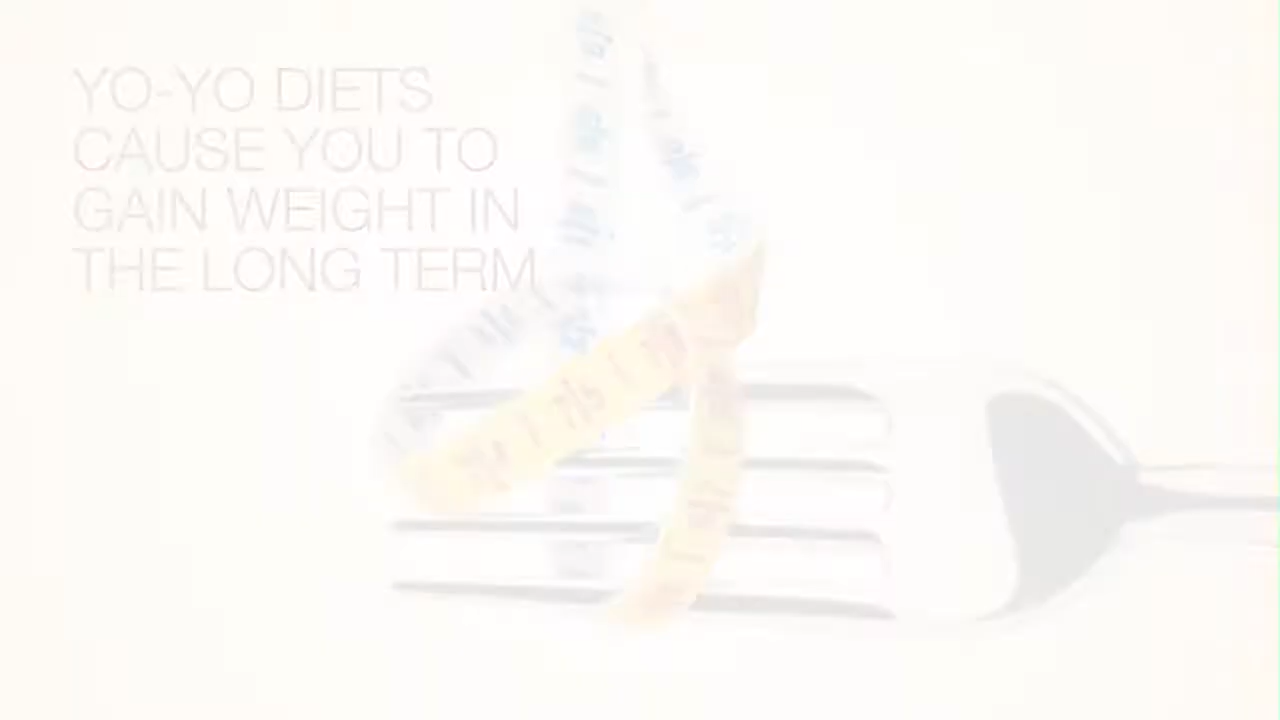 YO-YO DIETS
CAUSE YOU TO
GAIN WEIGHT IN
THE LONG TERM